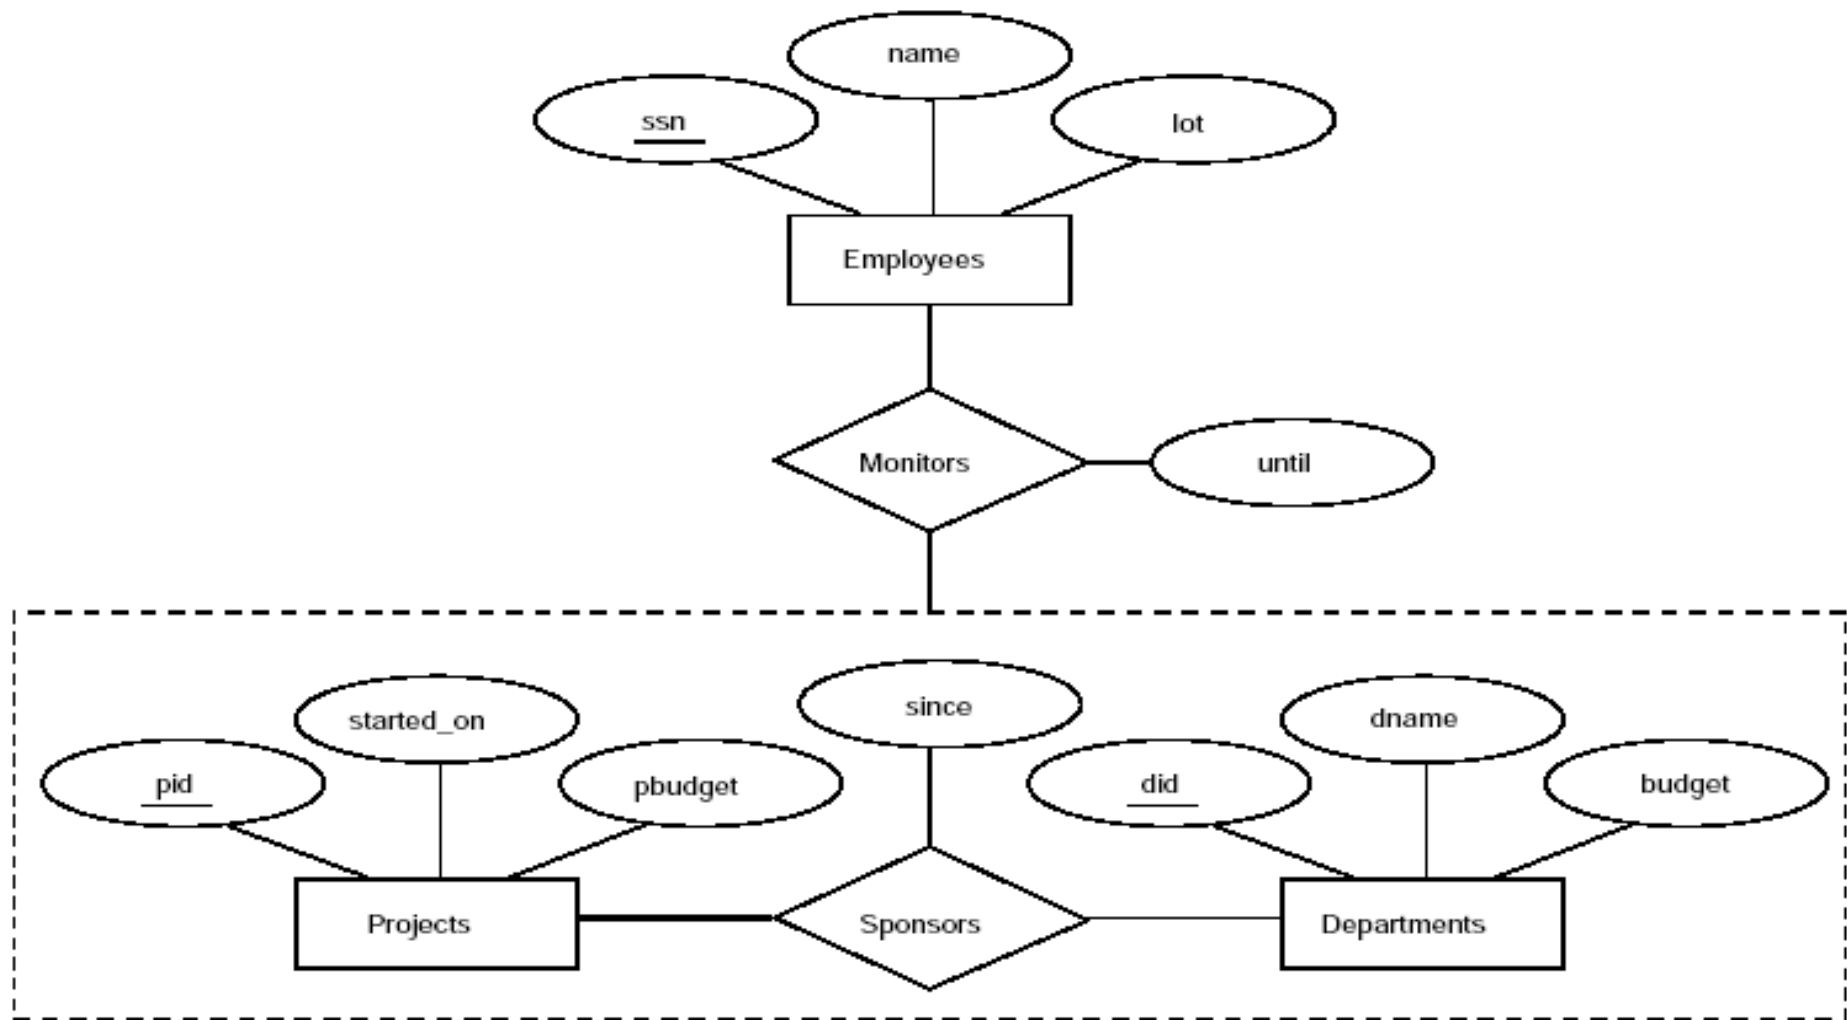 name
ssn
lot
Employees
Monitors
until
since
started_on
dname
pid
pbudget
did
budget
Projects
Sponsors
Departments